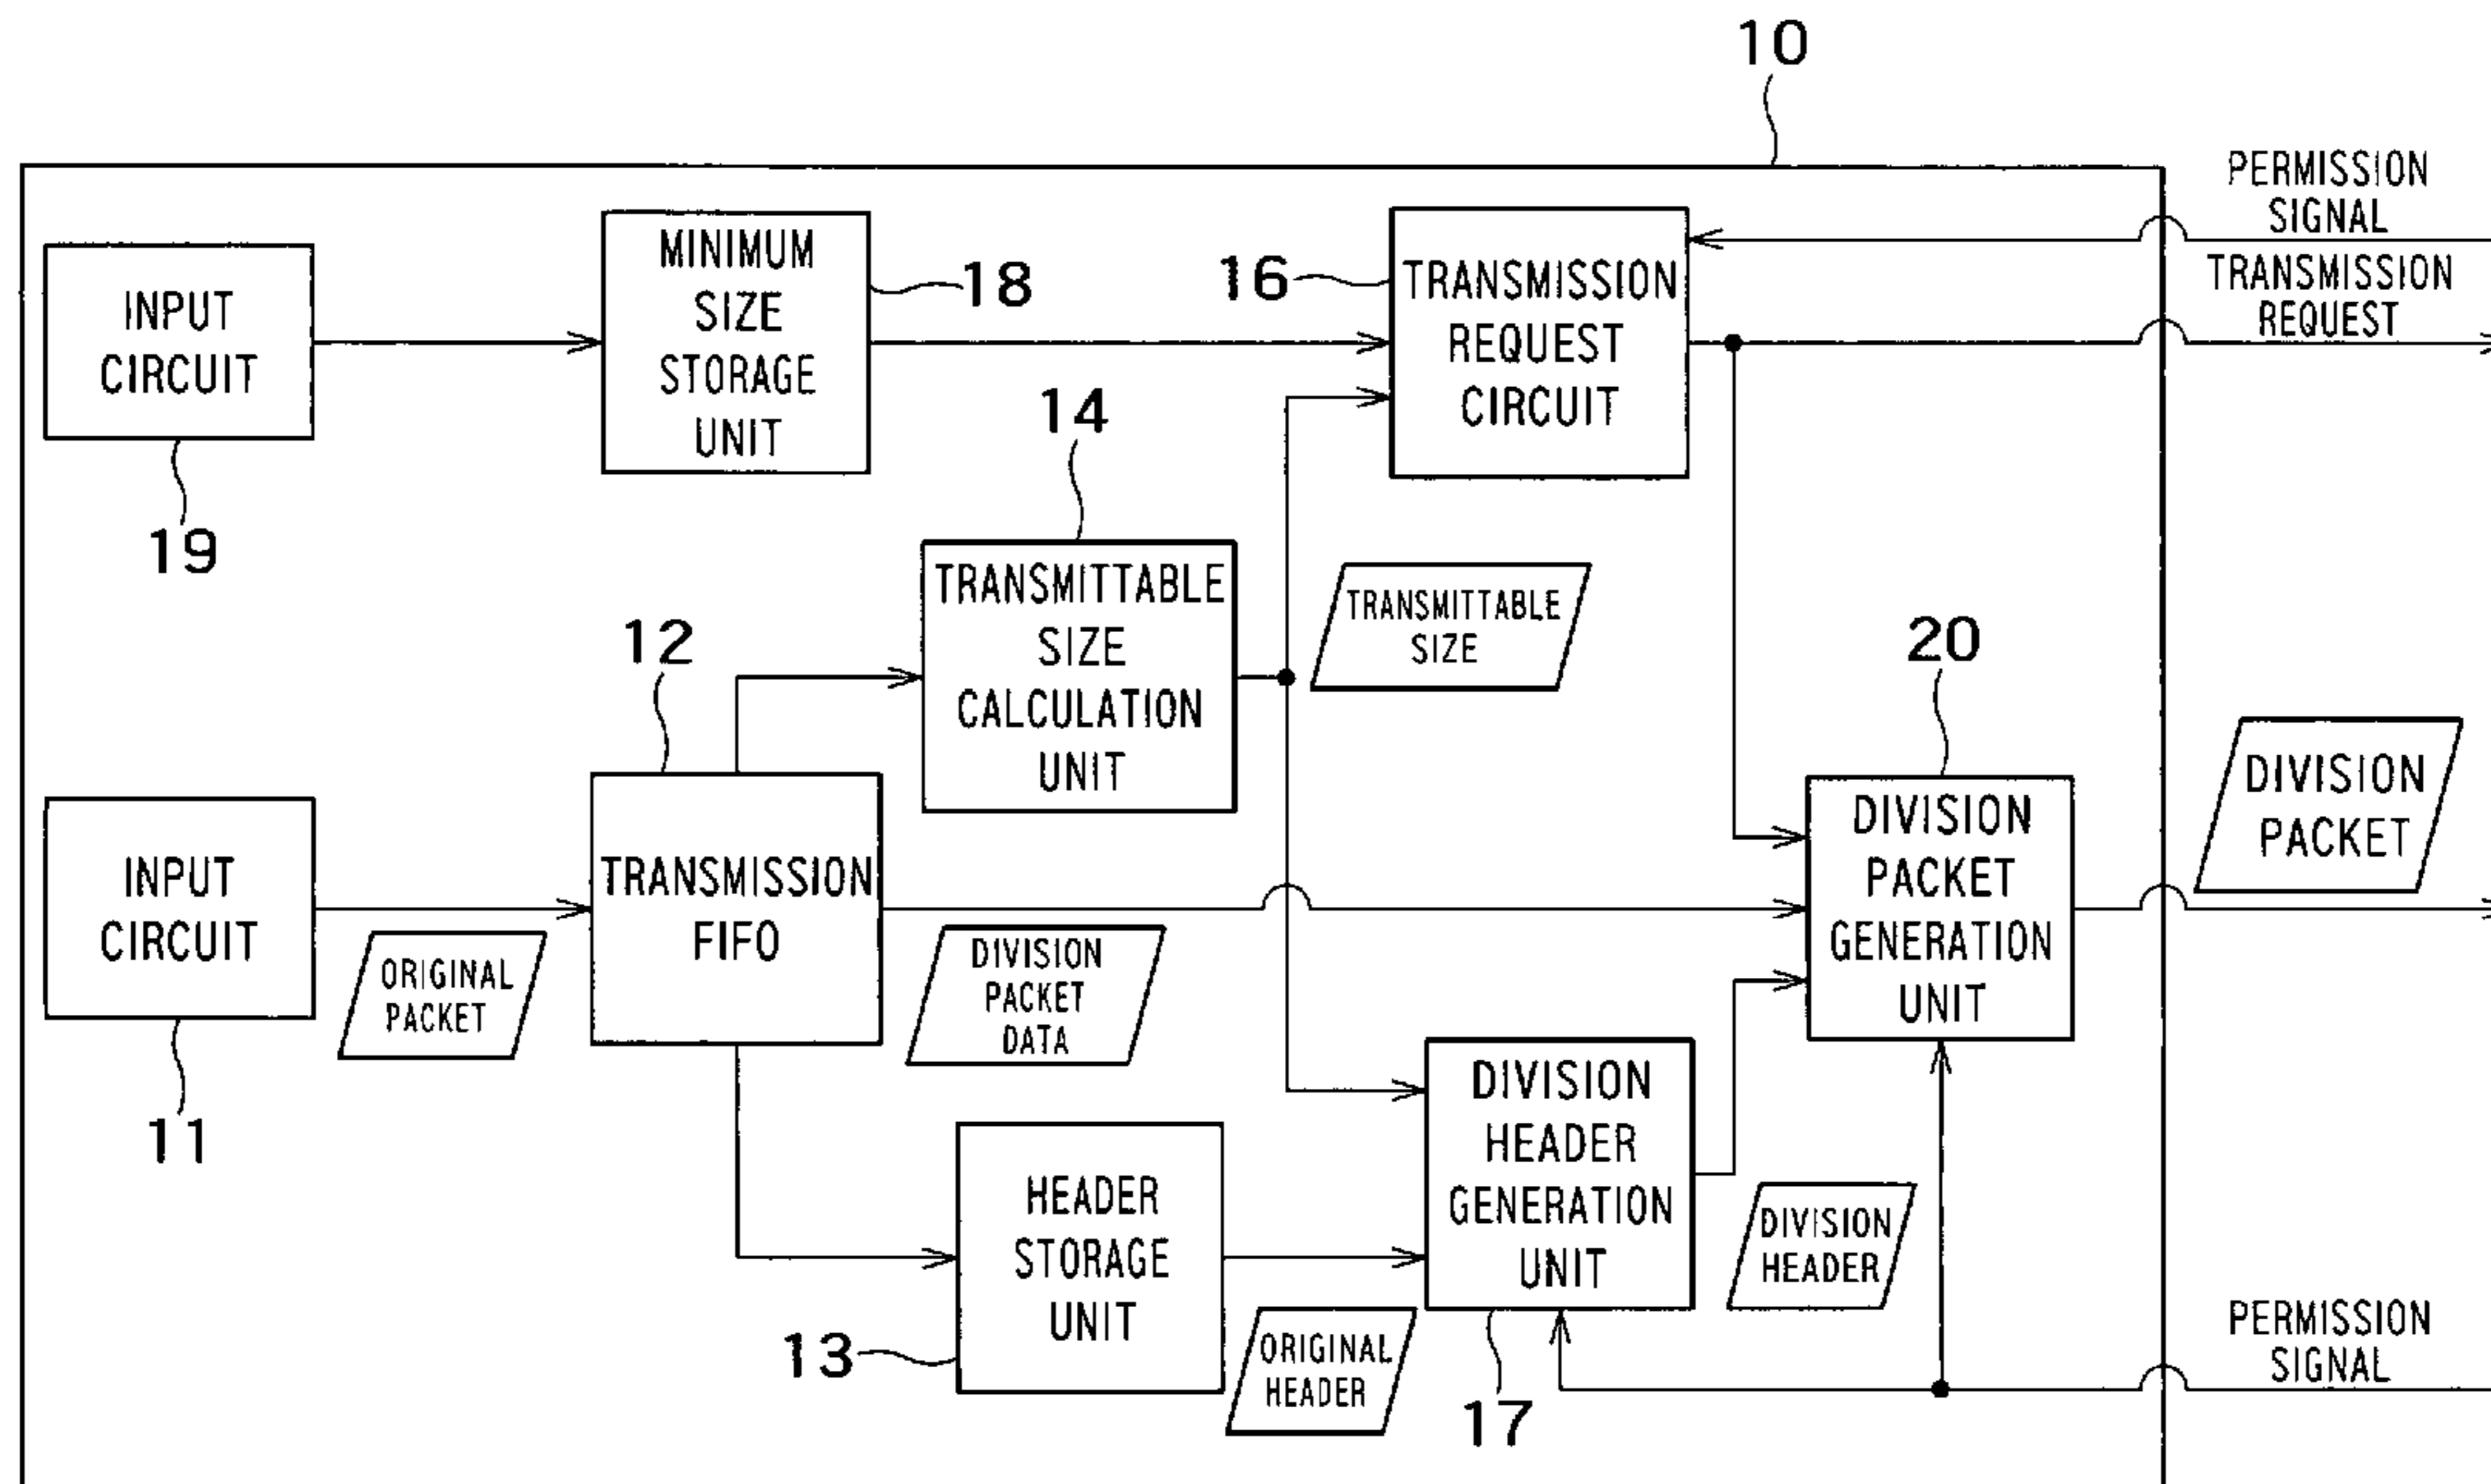 10
PERMISSION
SIGNAL
TRANSMISSION
REQUEST
INPUT
CIRCUIT
19
MINIMUM
SIZE
STORAGE
UNIT
18
16
TRANSMISSION
REQUEST
CIRCUIT
14
TRANSMITTABLE
SIZE
CALCULATION
UNIT
TRANSMITTABLE
SIZE
12
TRANSMISSION
FIFO
INPUT
CIRCUIT
11
ORIGINAL
PACKET
DIVISION
PACKET
DATA
20
DIVISION
PACKET
GENERATION
UNIT
DIVISION
PACKET
HEADER
STORAGE
UNIT
13
ORIGINAL
HEADER
DIVISION
HEADER
GENERATION
UNIT
17
DIVISION
HEADER
PERMISSION
SIGNAL